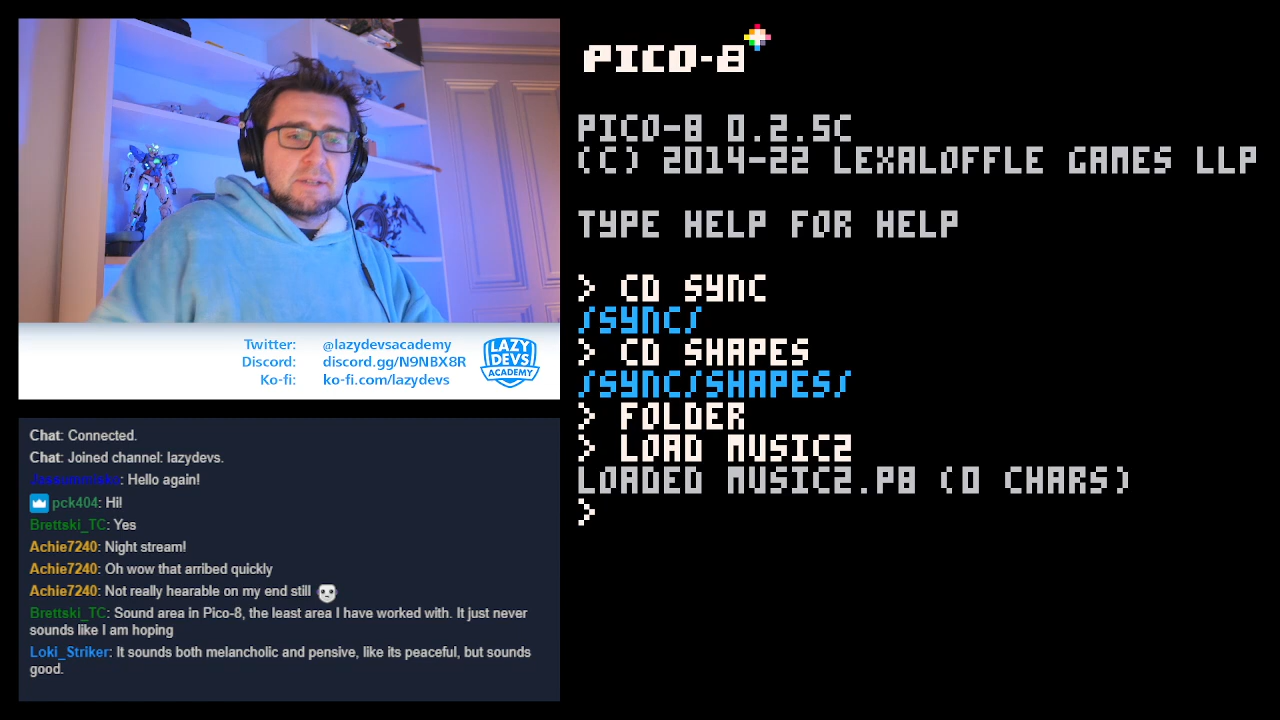 PICO-8
PICO-8 0.2.5C
(C) 2014-22 LEXALOFFLE GAMES LLP
TYPE HELP FOR HELP
> CD SYNC
/SYNC/
> CD SHAPES
/SYNC/SHAPES/
> FOLDER
> LOAD MUSIC2
LOADED MUSIC2.P8 (0 CHARS)
>
Twitter: @lazydevsacademy
Discord: discord.gg/N9NBX8R
Ko-fi: ko-fi.com/lazydevs
LAZY
DEVS
ACADEMY
Chat: Connected.
Chat: Joined channel: lazydevs.
: Hello again!
pck404: Hi!
Brettski_TC: Yes
Achie7240: Night stream!
Achie7240: Oh wow that arribed quickly
Achie7240: Not really hearable on my end still
Brettski_TC: Sound area in Pico-8, the least area I have worked with. It just never
sounds like I am hoping
Loki_Striker: It sounds both melancholic and pensive, like its peaceful, but sounds
good.